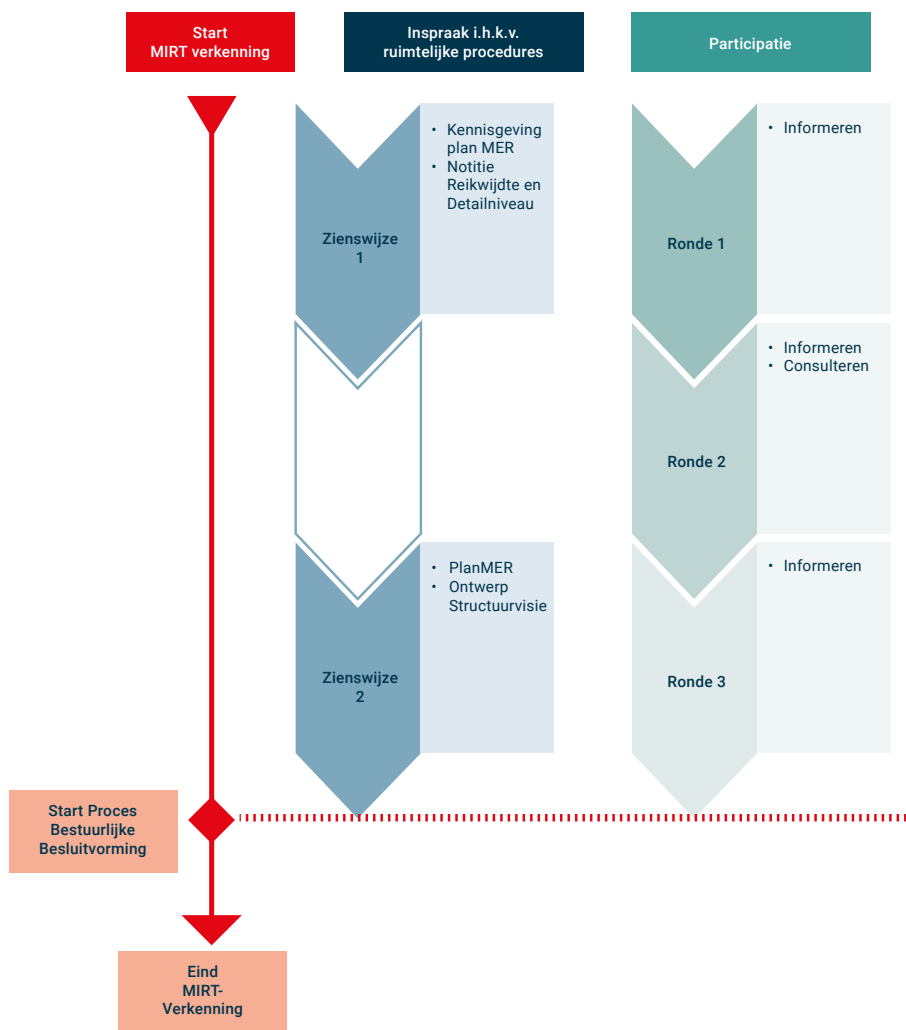 Start
MIRT verkenning
Inspraak i.h.k.v.
ruimtelijke procedures
Participatie
Zienswijze
1
• Kennisgeving
plan MER
• Notitie
Reikwijdte en
Detailniveau
Ronde 1
• Informeren
Ronde 2
• Informeren
• Consulteren
Zienswijze
2
• PlanMER
• Ontwerp
Structuurvisie
Ronde 3
• Informeren
Start Proces
Bestuurlijke
Besluitvorming
Eind
MIRT-
Verkenning